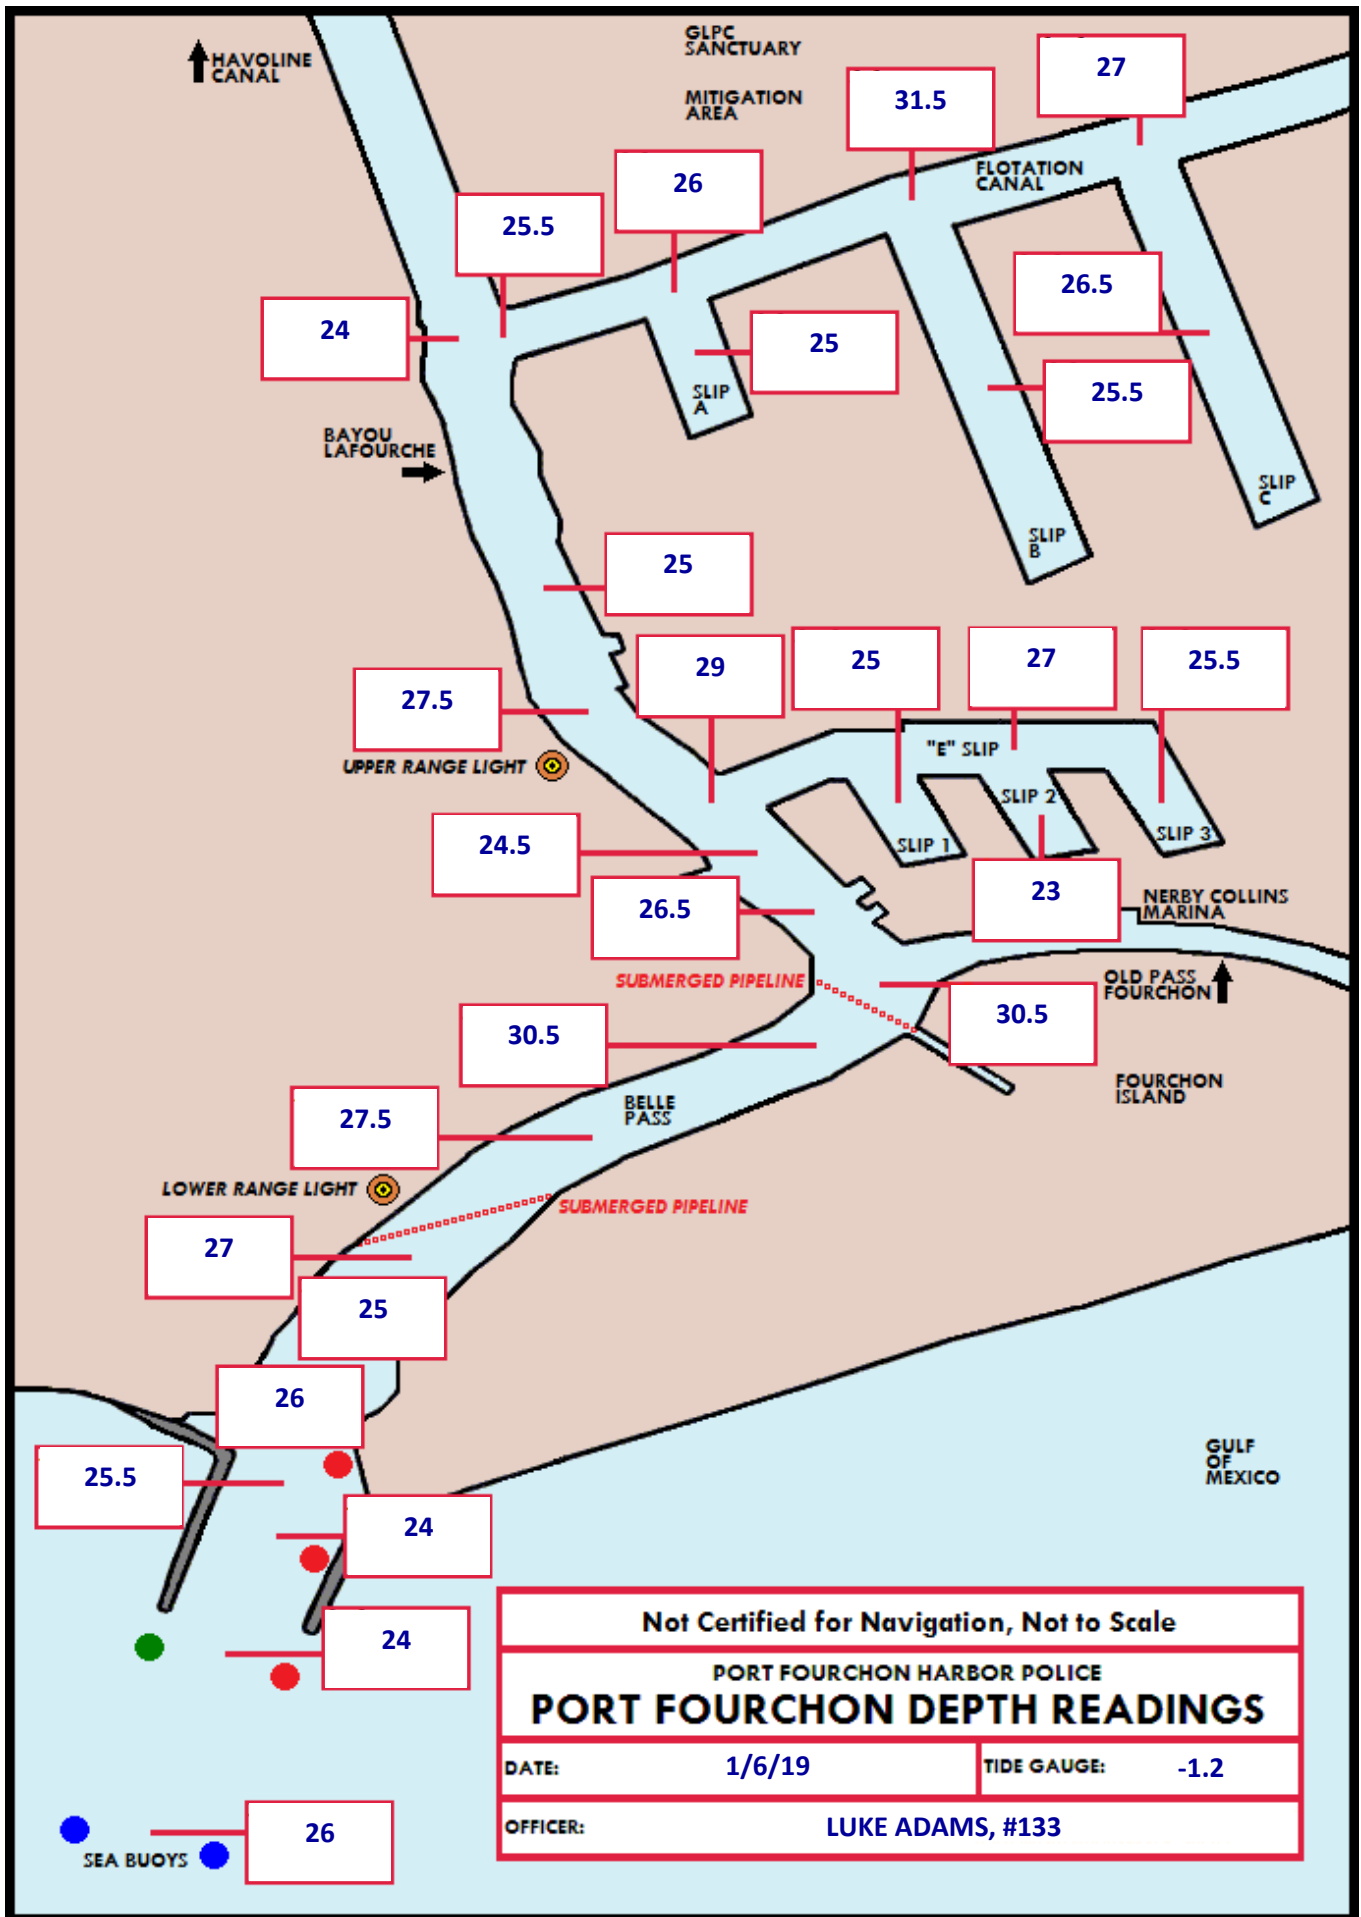 GLPC
SANCTUARY
HAVOLINE
CANAL
27
MITIGATION
AREA
31.5
FLOTATION
CANAL
26
25.5
26.5
24
25
SLIP
A
25.5
BAYOU
LAFOURCHE
SLIP
C
SLIP
B
25
29
25
27
25.5
27.5
"E" SLIP
UPPER RANGE LIGHT
SLIP 2
SLIP 1
SLIP 3
24.5
23
26.5
NERBY COLLINS
MARINA
SUBMERGED PIPELINE
OLD PASS
FOURCHON
30.5
30.5
FOURCHON
ISLAND
BELLE
PASS
27.5
LOWER RANGE LIGHT
SUBMERGED PIPELINE
27
25
26
GULF
OF
MEXICO
25.5
24
24
Not Certified for Navigation, Not to Scale
PORT FOURCHON HARBOR POLICE
PORT FOURCHON DEPTH READINGS
DATE: 1/6/19 TIDE GAUGE: -1.2
OFFICER: LUKE ADAMS, #133
26
SEA BUOYS